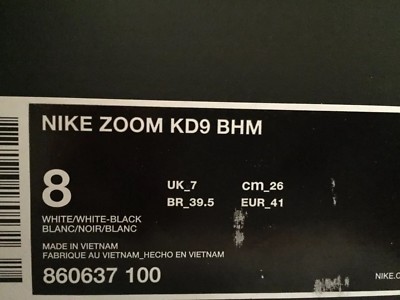 NIKE ZOOM KD9 BHM
8
UK_7 cm_26
BR_39.5 EUR_41
WHITE/WHITE-BLACK
BLANC/NOIR/BLANC
MADE IN VIETNAM
FABRIQUE AU VIETNAM_HECHO EN VIETNAM
860637 100
NIKE.C